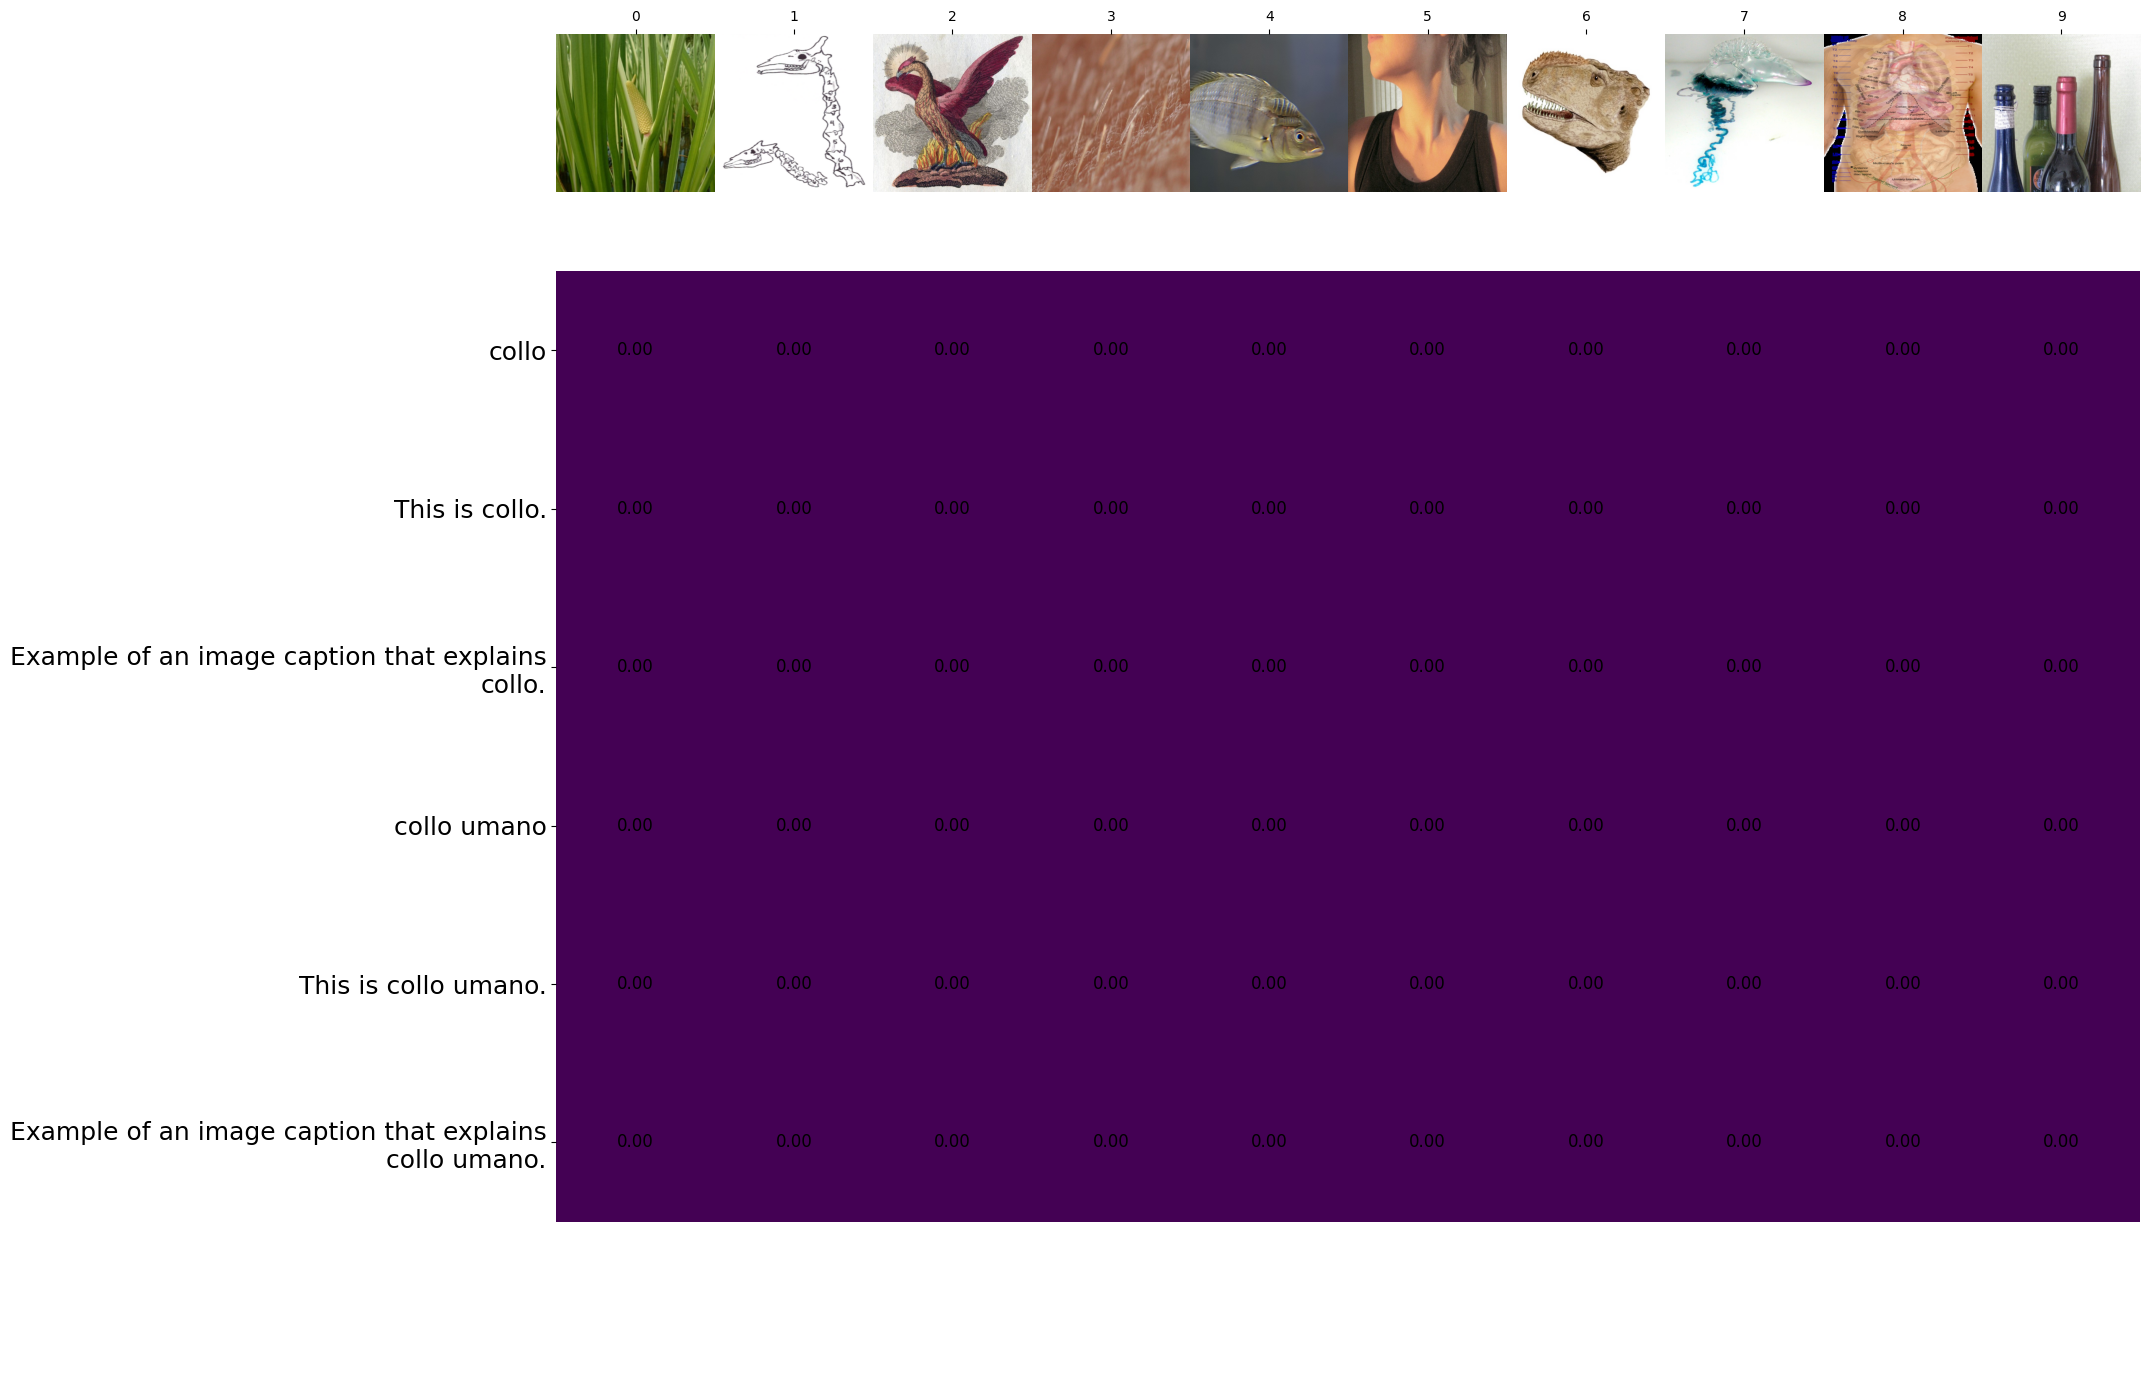 0 1 2 3 4 5 6 7 8 9
collo 0.00 0.00 0.00 0.00 0.00 0.00 0.00 0.00 0.00 0.00
This is collo. 0.00 0.00 0.00 0.00 0.00 0.00 0.00 0.00 0.00 0.00
Example of an image caption that explains
collo. 0.00 0.00 0.00 0.00 0.00 0.00 0.00 0.00 0.00 0.00
collo umano 0.00 0.00 0.00 0.00 0.00 0.00 0.00 0.00 0.00 0.00
This is collo umano. 0.00 0.00 0.00 0.00 0.00 0.00 0.00 0.00 0.00 0.00
Example of an image caption that explains
collo umano. 0.00 0.00 0.00 0.00 0.00 0.00 0.00 0.00 0.00 0.00